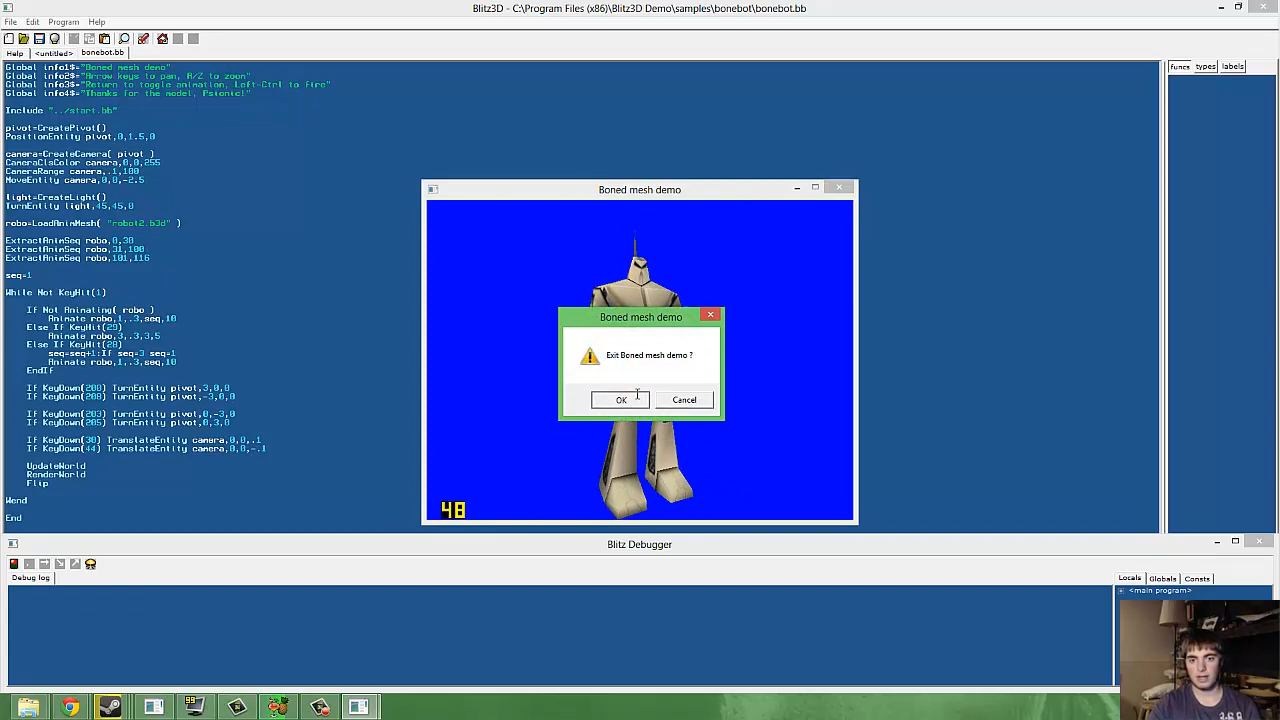 Blitz3D - C:\Program Files (x86)\Blitz3D Demo\samples\bonebot\bonebot.bb
File Edit Program Help
Help <untitled> bonebot.bb
funcs types labels
Global info1$="Boned mesh demo"
Global info2$="Arrow keys to pan, A/Z to zoom"
Global info3$="Return to toggle animation, Left-Ctrl to fire"
Global info4$="Thanks for the model, Psionic!"
Include "../start.bb"
pivot=CreatePivot()
PositionEntity pivot,0,1.5,0
camera=CreateCamera( pivot )
CameraClsColor camera,0,0,255
CameraRange camera,.1,100
MoveEntity camera,0,0,-2.5
light=CreateLight()
TurnEntity light,45,45,0
robo=LoadAnimMesh( "robot2.b3d" )
ExtractAnimSeq robo,0,30
ExtractAnimSeq robo,31,100
ExtractAnimSeq robo,101,116
seq=1
While Not KeyHit(1)
If Not Animating( robo )
Animate robo,1,.3,seq,10
Else If KeyHit(29)
Animate robo,3,.3,3,5
Else If KeyHit(28)
seq=seq+1:If seq=3 seq=1
Animate robo,1,.3,seq,10
EndIf
If KeyDown(200) TurnEntity pivot,3,0,0
If KeyDown(208) TurnEntity pivot,-3,0,0
If KeyDown(203) TurnEntity pivot,0,-3,0
If KeyDown(205) TurnEntity pivot,0,3,0
If KeyDown(30) TranslateEntity camera,0,0,.1
If KeyDown(44) TranslateEntity camera,0,0,-.1
UpdateWorld
RenderWorld
Flip
Wend
End
Boned mesh demo
Boned mesh demo
Exit Boned mesh demo ?
OK Cancel
48
Blitz Debugger
Debug log
Locals Globals Consts
<main program>
99